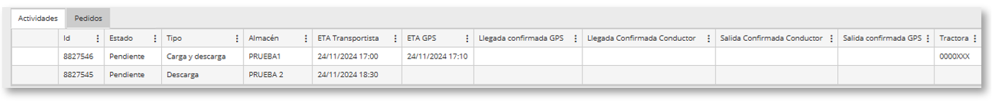 Actividades Pedidos
Id Estado Tipo Almacén ETA Transportista ETA GPS Llegada confirmada GPS Llegada Confirmada Conductor Salida Confirmada Conductor Salida confirmada GPS Tractora
8827546 Pendiente Carga y descarga PRUEBA1 24/11/2024 17:00 24/11/2024 17:10 0000XXX
8827545 Pendiente Descarga PRUEBA 2 24/11/2024 18:30